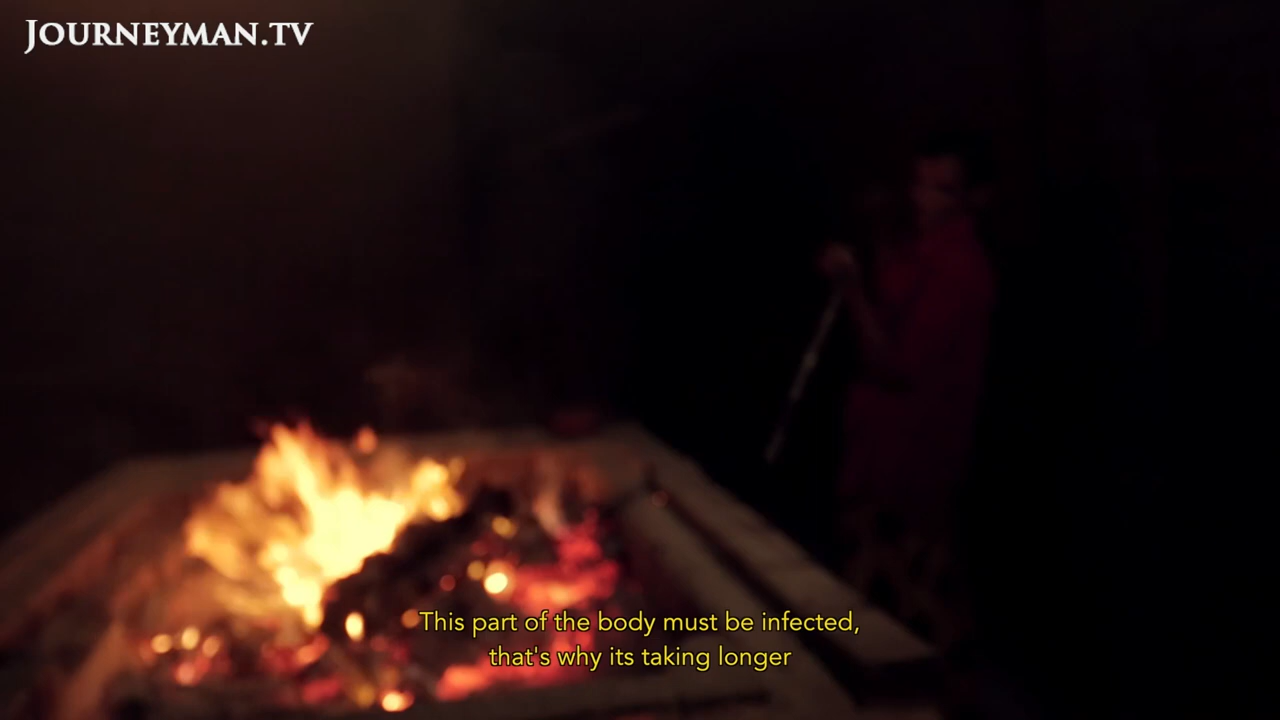 JOURNEYMAN.TV
This part of the body must be infected,
that's why its taking longer